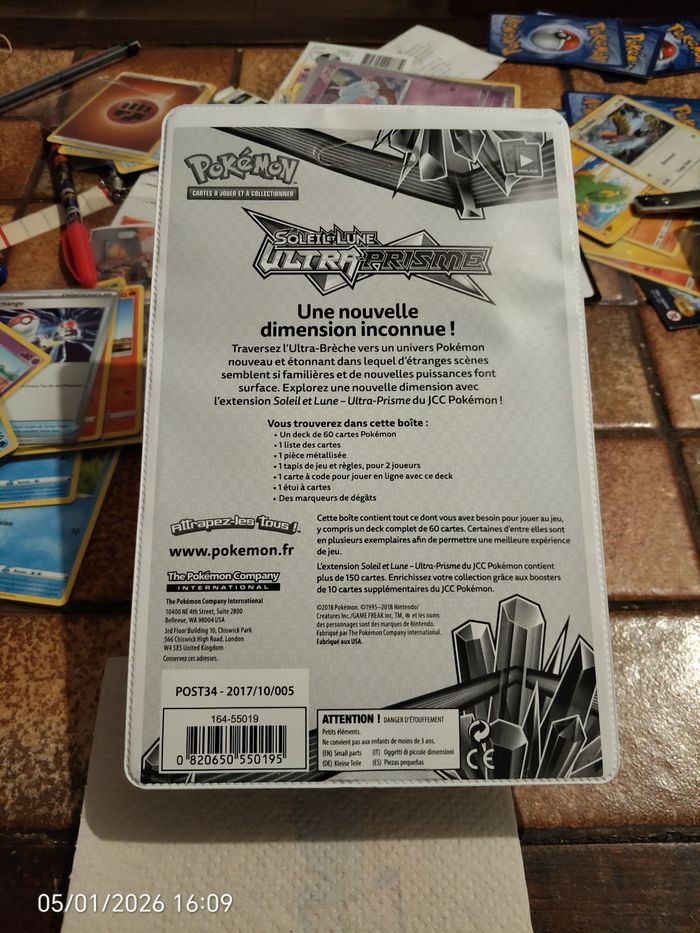 POKéMON
CARTES À JOUER ET À COLLECTIONNER
ONLINE
SOLEIL & LUNE
ULTRA-PRISME
Une nouvelle
dimension inconnue !
Traversez l’Ultra-Brèche vers un univers Pokémon
nouveau et étonnant dans lequel d’étranges scènes
semblent si familières et de nouvelles puissances font
surface. Explorez une nouvelle dimension avec
l’extension Soleil et Lune – Ultra-Prisme du JCC Pokémon !
Vous trouverez dans cette boîte :
• Un deck de 60 cartes Pokémon
• 1 liste des cartes
• 1 pièce métallisée
• 1 tapis de jeu et règles, pour 2 joueurs
• 1 carte à code pour jouer en ligne avec ce deck
• 1 étui à cartes
• Des marqueurs de dégâts
Attrapez-les Tous !™
www.pokemon.fr
The Pokémon Company
INTERNATIONAL
The Pokémon Company International
10400 NE 4th Street, Suite 2800
Bellevue, WA 98004 USA
3rd Floor Building 10, Chiswick Park
566 Chiswick High Road, London
W4 5XS United Kingdom
Conservez ces adresses.
Cette boîte contient tout ce dont vous avez besoin pour jouer au jeu,
y compris un deck complet de 60 cartes. Certaines d’entre elles sont
en plusieurs exemplaires afin de permettre une meilleure expérience
de jeu.
L’extension Soleil et Lune – Ultra-Prisme du JCC Pokémon contient
plus de 150 cartes. Enrichissez votre collection grâce aux boosters
de 10 cartes supplémentaires du JCC Pokémon.
©2018 Pokémon. ©1995–2018 Nintendo/
Creatures Inc./GAME FREAK inc. TM, ® et les noms
des personnages sont des marques de Nintendo.
Fabriqué par The Pokémon Company International.
Fabriqué aux USA.
POST34 - 2017/10/005
164-55019
0 820650 550195
ATTENTION ! DANGER D’ÉTOUFFEMENT
Petits éléments.
Ne convient pas aux enfants de moins de 3 ans.
(EN) Small parts (IT) Oggetti di piccole dimensioni
(DE) Kleine Teile (ES) Piezas pequeñas
CE
change
05/01/2026 16:09